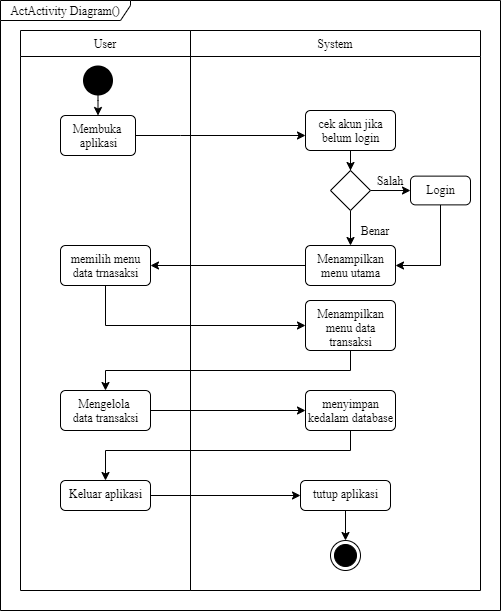 ActActivity Diagram()
User
System
Membuka
aplikasi
cek akun jika
belum login
Salah
Login
Benar
memilih menu
data trnasaksi
Menampilkan
menu utama
Menampilkan
menu data
transaksi
Mengelola
data transaksi
menyimpan
kedalam database
Keluar aplikasi
tutup aplikasi